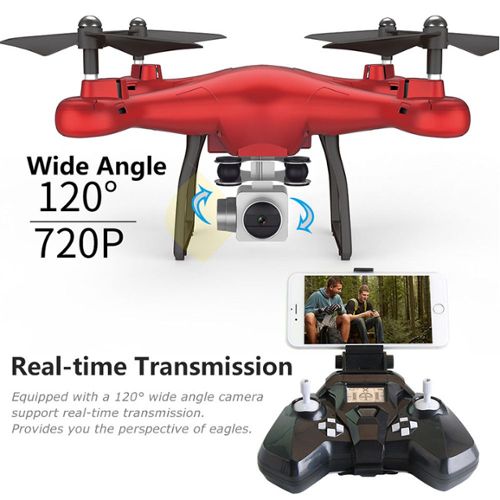 Wide Angle
120°
720P
Real-time Transmission
Equipped with a 120° wide angle camera
support real-time transmission.
Provides you the perspective of eagles.